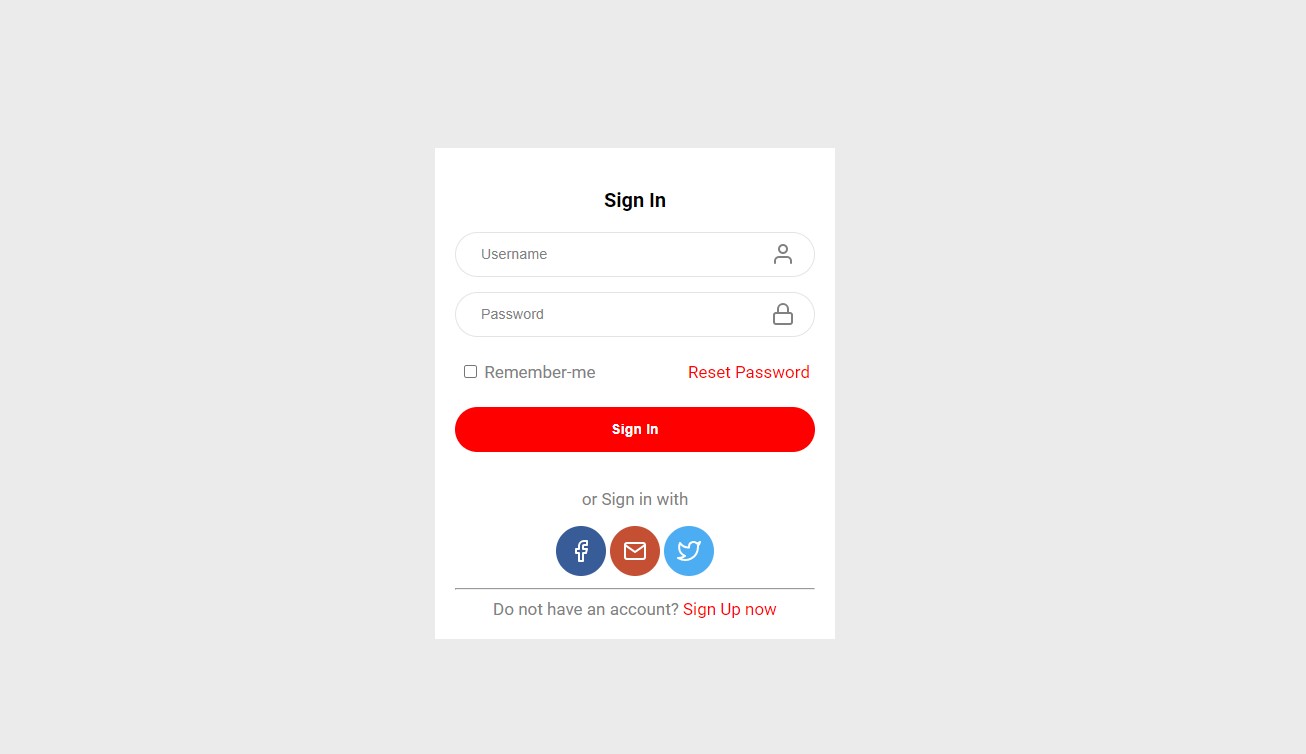 Sign In
Username
Password
Remember-me Reset Password
Sign In
or Sign in with
Do not have an account? Sign Up now